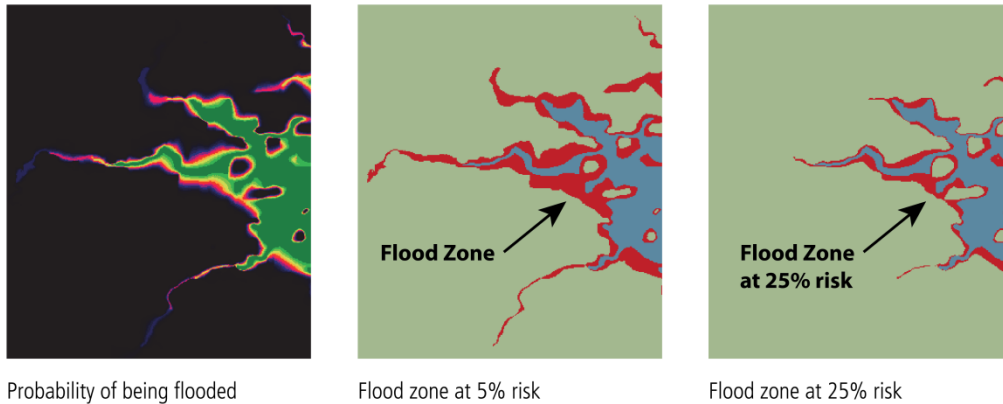 Flood Zone
Flood Zone
at 25% risk
Probability of being flooded
Flood zone at 5% risk
Flood zone at 25% risk